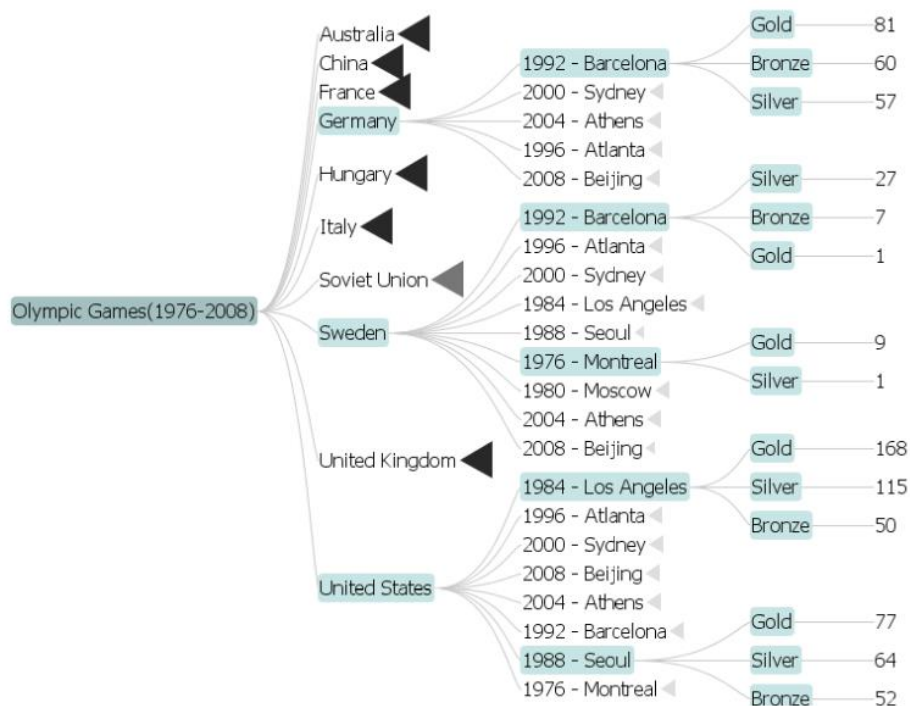 Olympic Games(1976-2008)
Australia
China
France
Germany
1992 - Barcelona
Gold 81
Bronze 60
Silver 57
2000 - Sydney
2004 - Athens
1996 - Atlanta
2008 - Beijing
Hungary
Italy
Soviet Union
Sweden
1992 - Barcelona
Silver 27
Bronze 7
Gold 1
1996 - Atlanta
2000 - Sydney
1984 - Los Angeles
1988 - Seoul
1976 - Montreal
Gold 9
Silver 1
1980 - Moscow
2004 - Athens
2008 - Beijing
United Kingdom
United States
1984 - Los Angeles
Gold 168
Silver 115
Bronze 50
1996 - Atlanta
2000 - Sydney
2008 - Beijing
2004 - Athens
1992 - Barcelona
1988 - Seoul
Gold 77
Silver 64
Bronze 52
1976 - Montreal